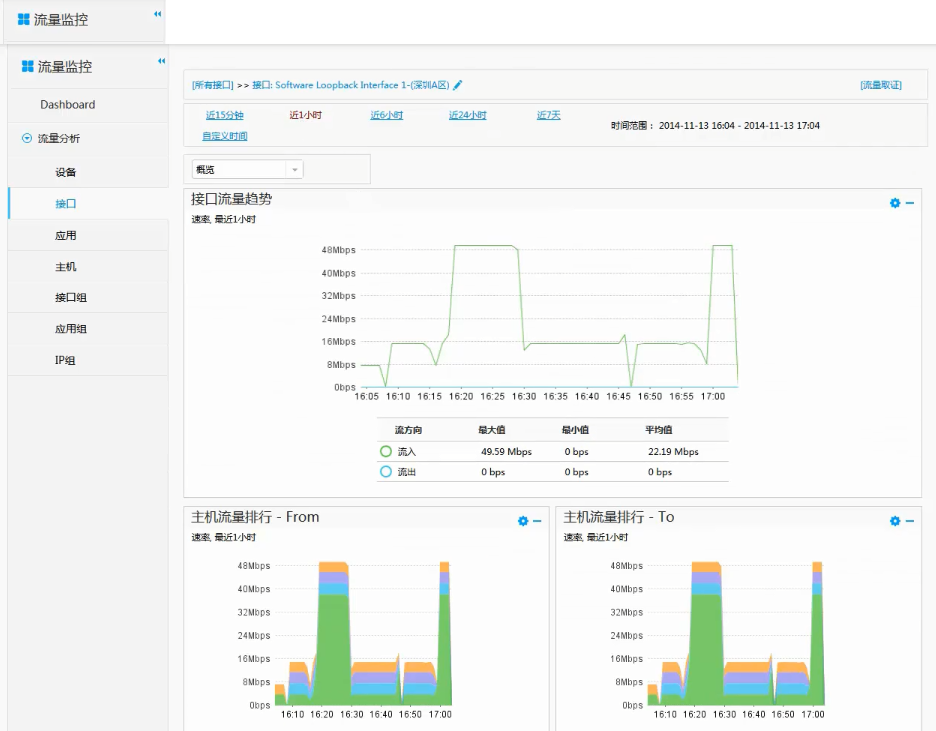 流量监控
流量监控
Dashboard
流量分析
设备
接口
应用
主机
接口组
应用组
IP组
[所有接口] >> 接口: Software Loopback Interface 1-(深圳A区)
[流量取证]
近15分钟 近1小时 近6小时 近24小时 近7天
自定义时间
时间范围： 2014-11-13 16:04 - 2014-11-13 17:04
概览
接口流量趋势
速率, 最近1小时
48Mbps
40Mbps
32Mbps
24Mbps
16Mbps
8Mbps
0bps
16:05 16:10 16:15 16:20 16:25 16:30 16:35 16:40 16:45 16:50 16:55 17:00
流方向 最大值 最小值 平均值
流入 49.59 Mbps 0 bps 22.19 Mbps
流出 0 bps 0 bps 0 bps
主机流量排行 - From
速率, 最近1小时
48Mbps
40Mbps
32Mbps
24Mbps
16Mbps
8Mbps
0bps
16:10 16:20 16:30 16:40 16:50 17:00
主机流量排行 - To
速率, 最近1小时
48Mbps
40Mbps
32Mbps
24Mbps
16Mbps
8Mbps
0bps
16:10 16:20 16:30 16:40 16:50 17:00